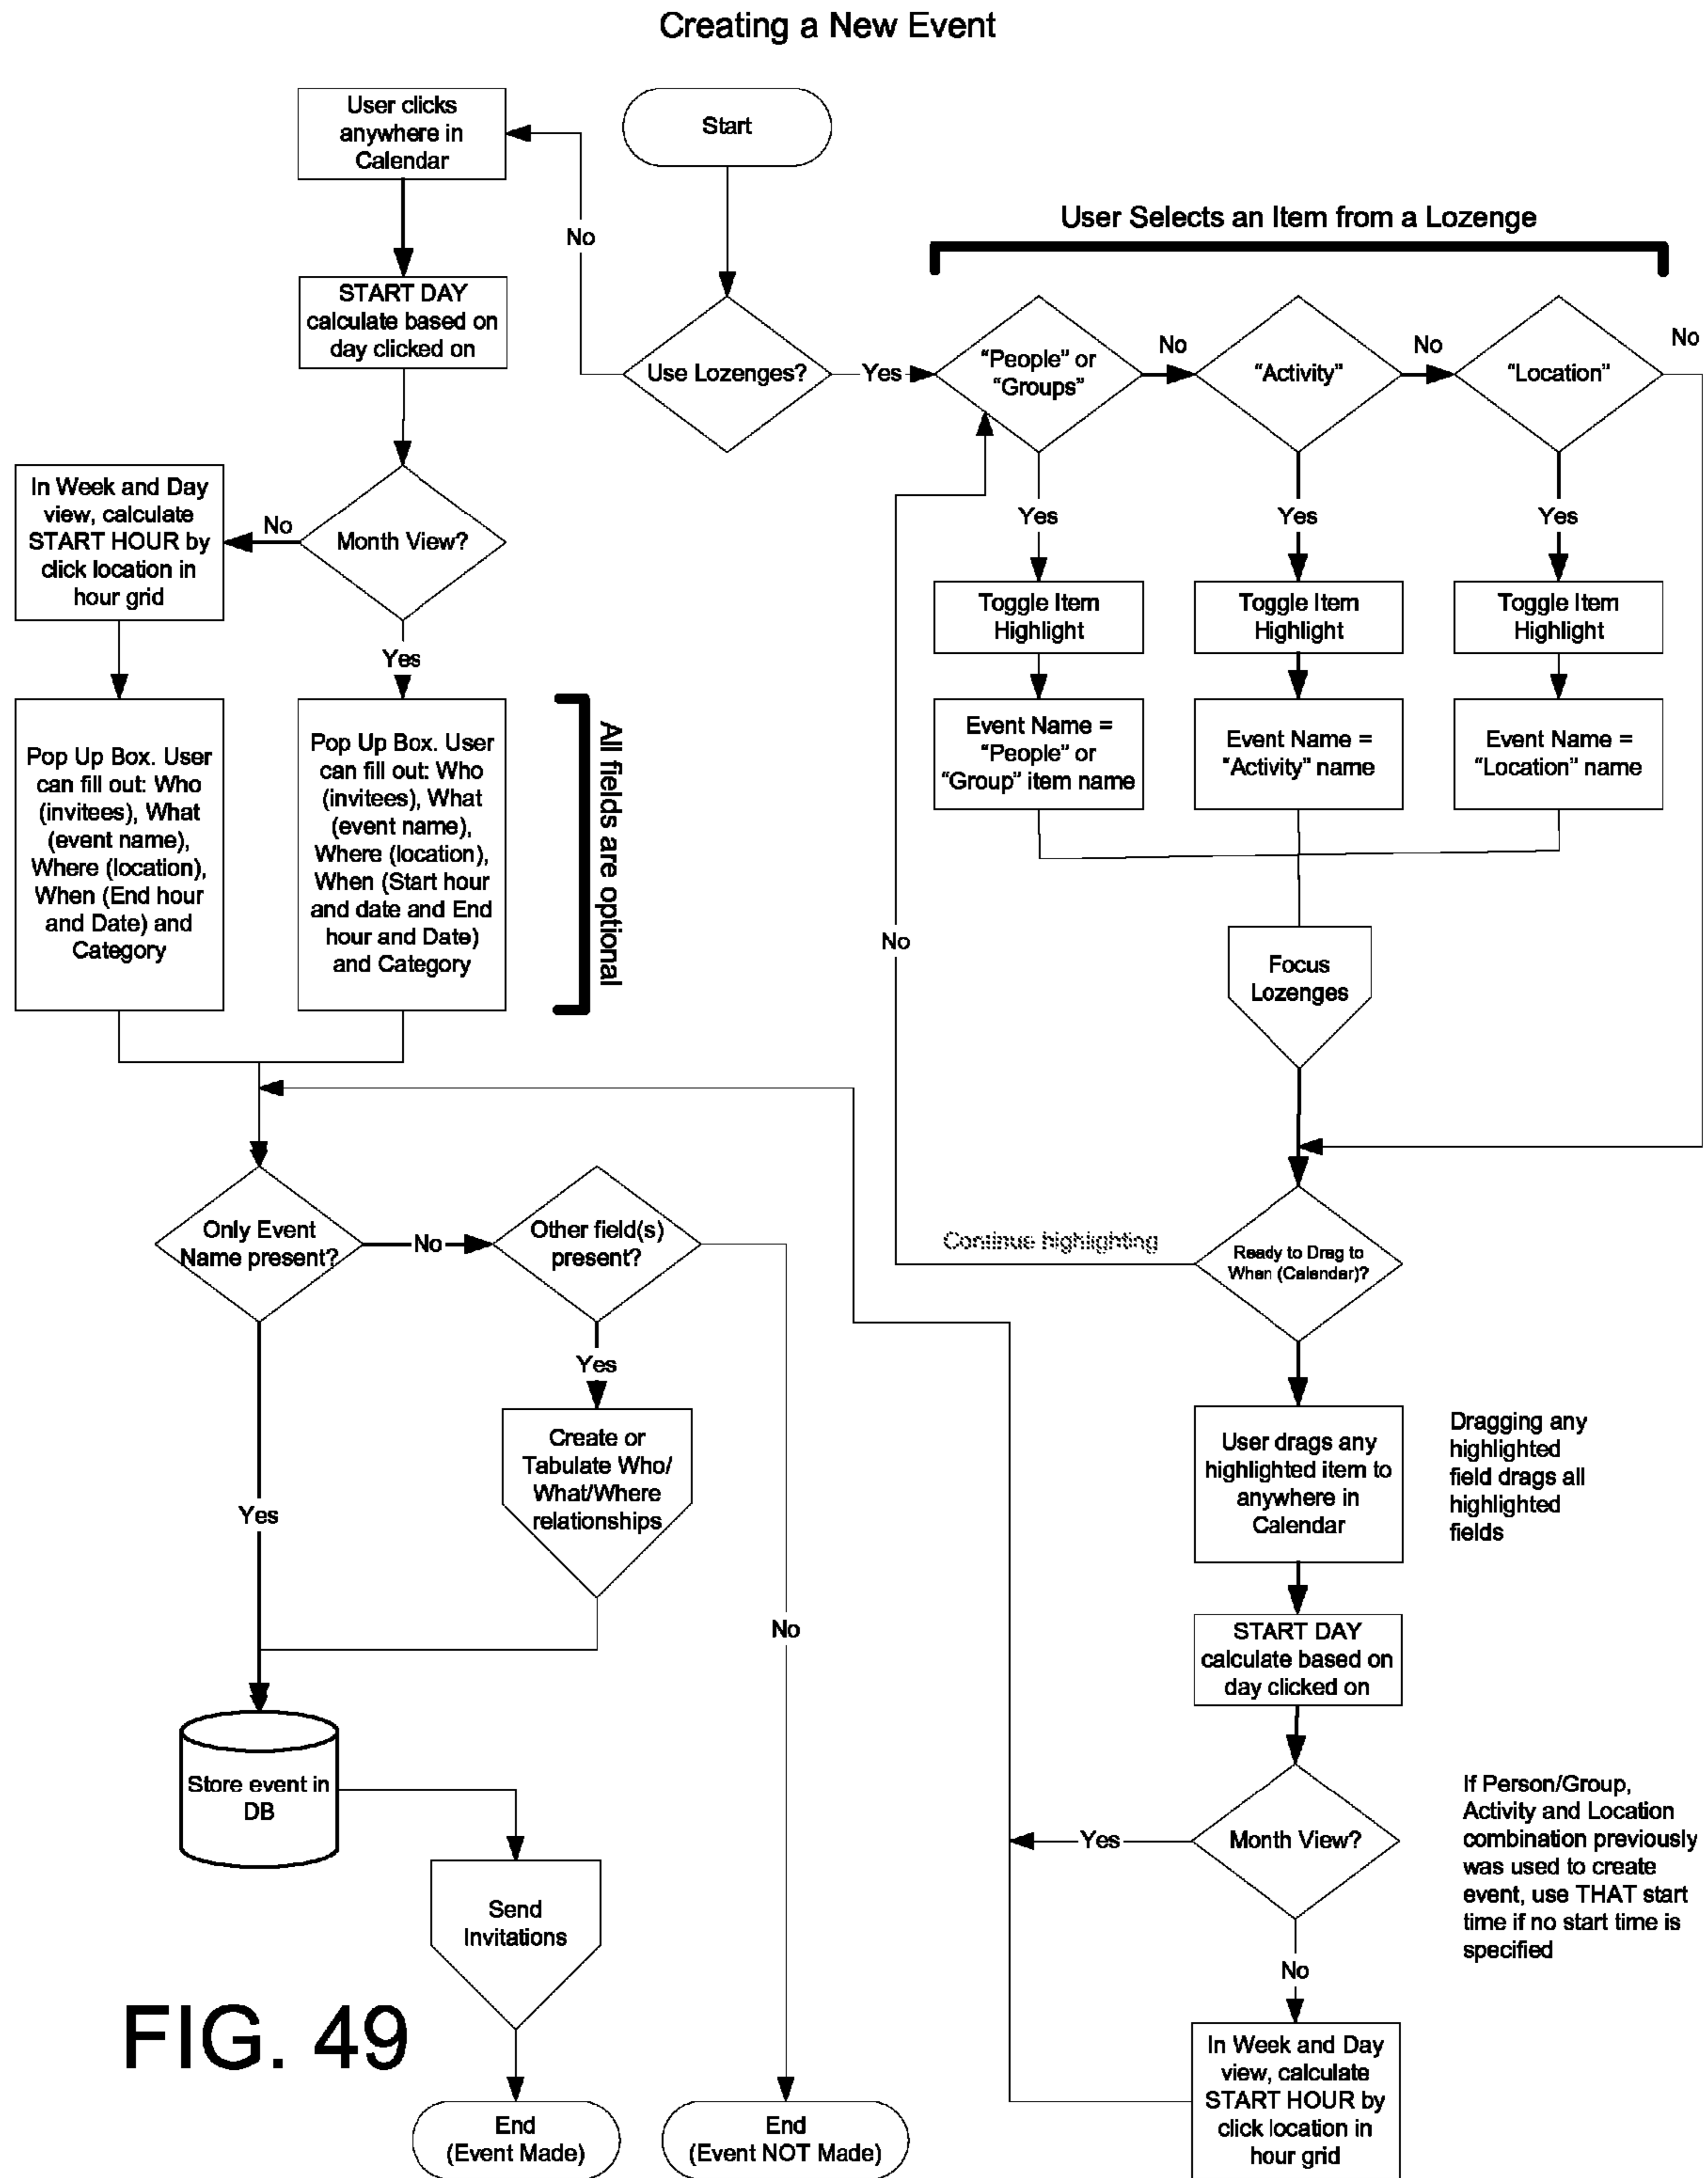 Creating a New Event
User clicks
anywhere in
Calendar
Start
No
User Selects an Item from a Lozenge
START DAY
calculate based on
day clicked on
Use Lozenges?
Yes
“People” or
“Groups”
No
“Activity”
No
“Location”
No
In Week and Day
view, calculate
START HOUR by
click location in
hour grid
No
Month View?
Yes
Yes
Yes
Yes
Toggle Item
Highlight
Toggle Item
Highlight
Toggle Item
Highlight
Pop Up Box. User
can fill out: Who
(invitees), What
(event name),
Where (location),
When (End hour
and Date) and
Category
Pop Up Box. User
can fill out: Who
(invitees), What
(event name),
Where (location),
When (Start hour
and date and End
hour and Date)
and Category
All fields are optional
Event Name =
“People” or
“Group” item name
Event Name =
“Activity” name
Event Name =
“Location” name
No
Focus
Lozenges
Only Event
Name present?
No
Other field(s)
present?
Continue highlighting
Ready to Drag to
When (Calendar)?
Yes
Create or
Tabulate Who/
What/Where
relationships
Yes
No
User drags any
highlighted item to
anywhere in
Calendar
Dragging any
highlighted
field drags all
highlighted
fields
START DAY
calculate based on
day clicked on
Store event in
DB
Yes
Month View?
If Person/Group,
Activity and Location
combination previously
was used to create
event, use THAT start
time if no start time is
specified
Send
Invitations
No
In Week and Day
view, calculate
START HOUR by
click location in
hour grid
FIG. 49
End
(Event Made)
End
(Event NOT Made)